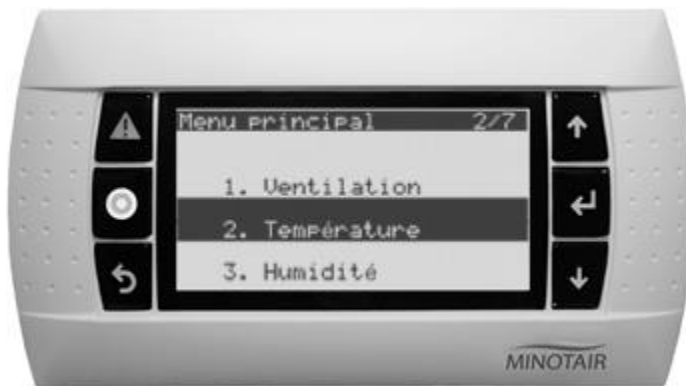 Menu principal 2/7
1. Ventilation
2. Température
3. Humidité
MINOTAIR